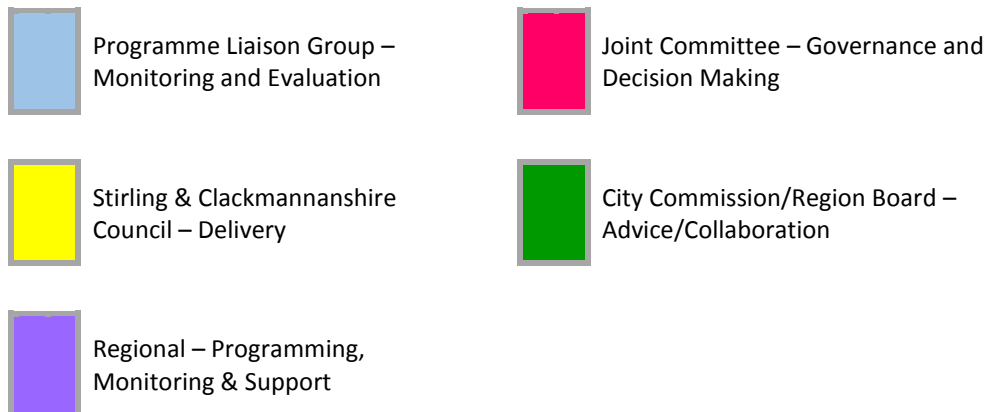 Programme Liaison Group –
Monitoring and Evaluation
Joint Committee – Governance and
Decision Making
Stirling & Clackmannanshire
Council – Delivery
City Commission/Region Board –
Advice/Collaboration
Regional – Programming,
Monitoring & Support